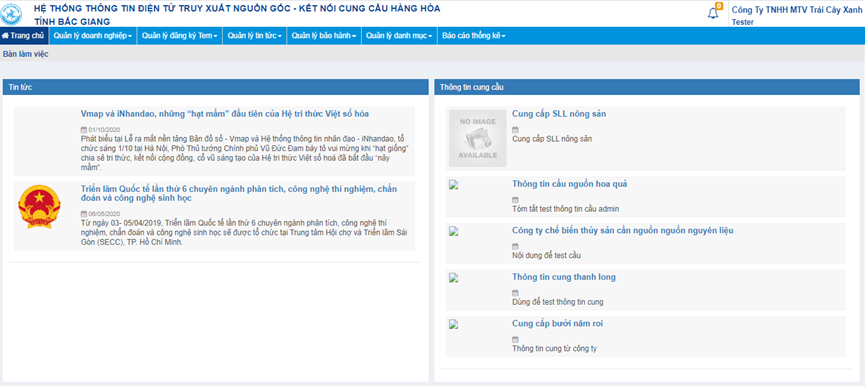 HỆ THỐNG THÔNG TIN ĐIỆN TỬ TRUY XUẤT NGUỒN GỐC - KẾT NỐI CUNG CẦU HÀNG HÓA
TỈNH BẮC GIANG
0
Công Ty TNHH MTV Trái Cây Xanh
Tester
Trang chủ Quản lý doanh nghiệp Quản lý đăng ký Tem Quản lý tin tức Quản lý bảo hành Quản lý danh mục Báo cáo thống kê
Bàn làm việc
Tin tức
Vmap và iNhandao, những “hạt mầm” đầu tiên của Hệ tri thức Việt số hóa
01/10/2020
Phát biểu tại Lễ ra mắt nền tảng Bản đồ số - Vmap và Hệ thống thông tin nhân đạo - iNhandao, tổ
chức sáng 1/10 tại Hà Nội, Phó Thủ tướng Chính phủ Vũ Đức Đam bày tỏ vui mừng khi “hạt giống”
chia sẻ tri thức, kết nối cộng đồng, cổ vũ sáng tạo của Hệ tri thức Việt số hoá đã bắt đầu “nảy
mầm”.
Triển lãm Quốc tế lần thứ 6 chuyên ngành phân tích, công nghệ thí nghiệm, chẩn
đoán và công nghệ sinh học
06/05/2020
Từ ngày 03- 05/04/2019, Triển lãm Quốc tế lần thứ 6 chuyên ngành phân tích, công nghệ thí
nghiệm, chẩn đoán và công nghệ sinh học sẽ được tổ chức tại Trung tâm Hội chợ và Triển lãm Sài
Gòn (SECC), TP. Hồ Chí Minh.
Thông tin cung cầu
NO IMAGE
AVAILABLE
Cung cấp SLL nông sản
Cung cấp SLL nông sản
Thông tin cầu nguồn hoa quả
Tóm tắt test thông tin cầu admin
Công ty chế biến thủy sản cần nguồn nguồn nguyên liệu
Nội dung để test cầu
Thông tin cung thanh long
Dùng để test thông tin cung
Cung cấp bưởi năm roi
Thông tin cung từ công ty